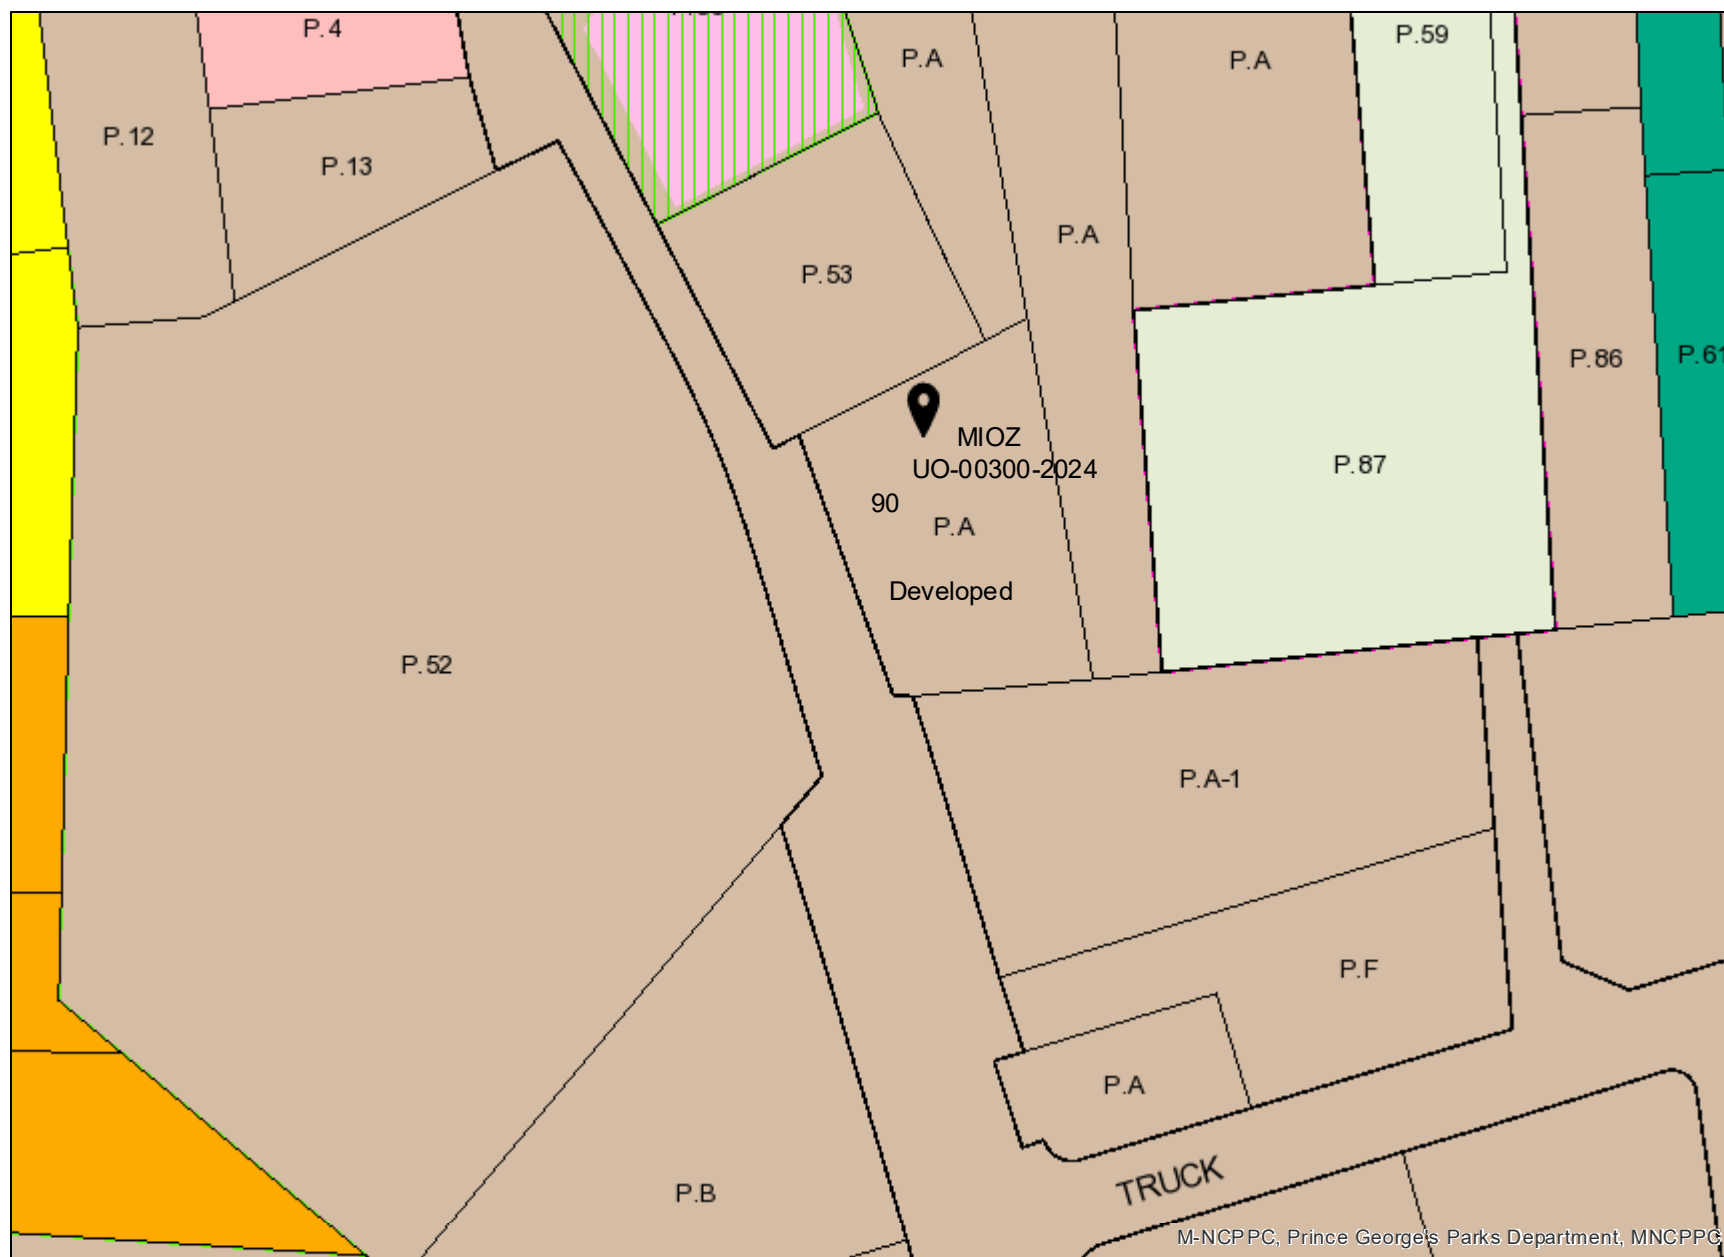 P.4
P.59
P.A
P.A
P.12
P.13
P.A
P.53
P.86
P.61
MIOZ
UO-00300-2024
P.87
90
P.A
Developed
P.52
P.A-1
P.F
P.A
TRUCK
P.B
M-NCPPC, Prince George's Parks Department, MNCPPC